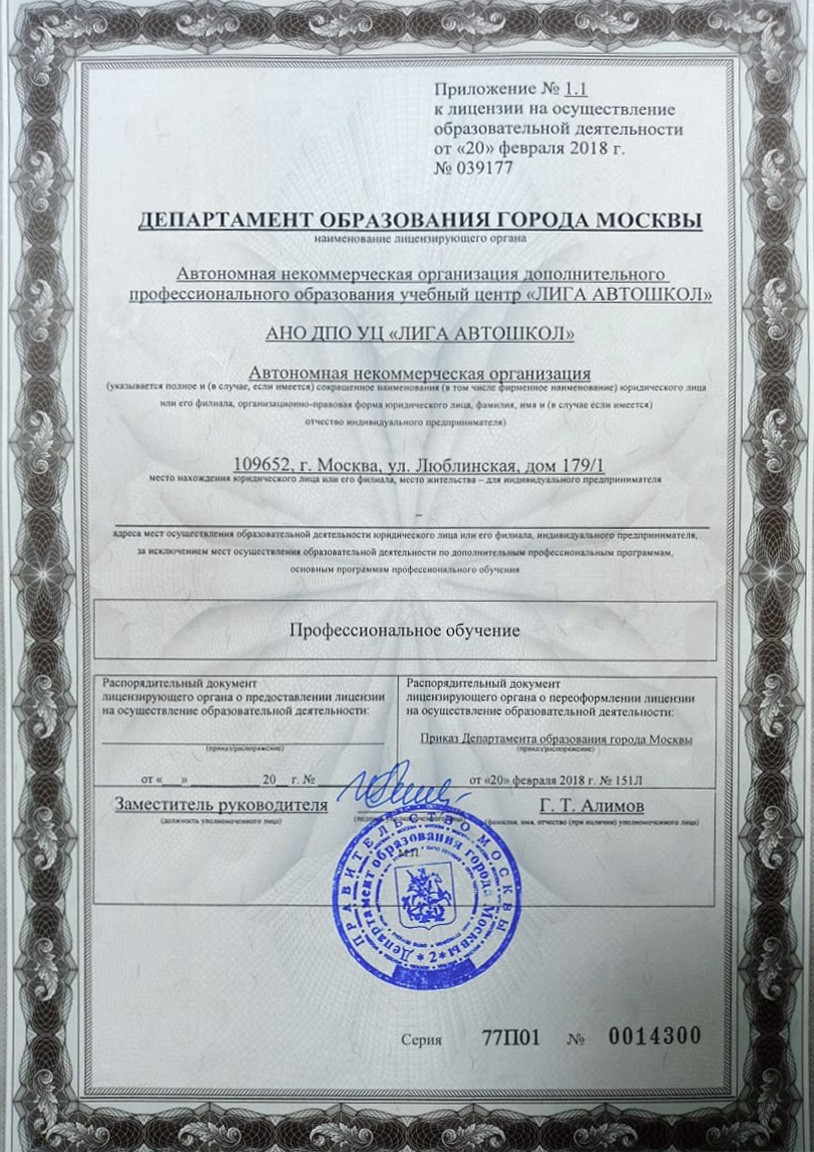 Приложение № 1.1
к лицензии на осуществление
образовательной деятельности
от «20» февраля 2018 г.
№ 039177
ДЕПАРТАМЕНТ ОБРАЗОВАНИЯ ГОРОДА МОСКВЫ
наименование лицензирующего органа
Автономная некоммерческая организация дополнительного
профессионального образования учебный центр «ЛИГА АВТОШКОЛ»
АНО ДПО УЦ «ЛИГА АВТОШКОЛ»
Автономная некоммерческая организация
(указывается полное и (в случае, если имеется) сокращенное наименования (в том числе фирменное наименование) юридического лица
или его филиала, организационно-правовая форма юридического лица, фамилия, имя и (в случае если имеется)
отчество индивидуального предпринимателя)
109652, г. Москва, ул. Люблинская, дом 179/1
место нахождения юридического лица или его филиала, место жительства – для индивидуального предпринимателя
–
адреса мест осуществления образовательной деятельности юридического лица или его филиала, индивидуального предпринимателя,
за исключением мест осуществления образовательной деятельности по дополнительным профессиональным программам,
основным программам профессионального обучения
Профессиональное обучение
Распорядительный документ
лицензирующего органа о предоставлении лицензии
на осуществление образовательной деятельности:
(приказ/распоряжение)
от «___» __________ 20__ г. №
Распорядительный документ
лицензирующего органа о переоформлении лицензии
на осуществление образовательной деятельности:
Приказ Департамента образования города Москвы
(приказ/распоряжение)
от «20» февраля 2018 г. № 151Л
Заместитель руководителя
(должность уполномоченного лица)
Г. Т. Алимов
(фамилия, имя, отчество (при наличии) уполномоченного лица)
М.П.
ПРАВИТЕЛЬСТВО МОСКВЫ
Департамент образования города Москвы
* 2 *
Серия 77П01 № 0014300